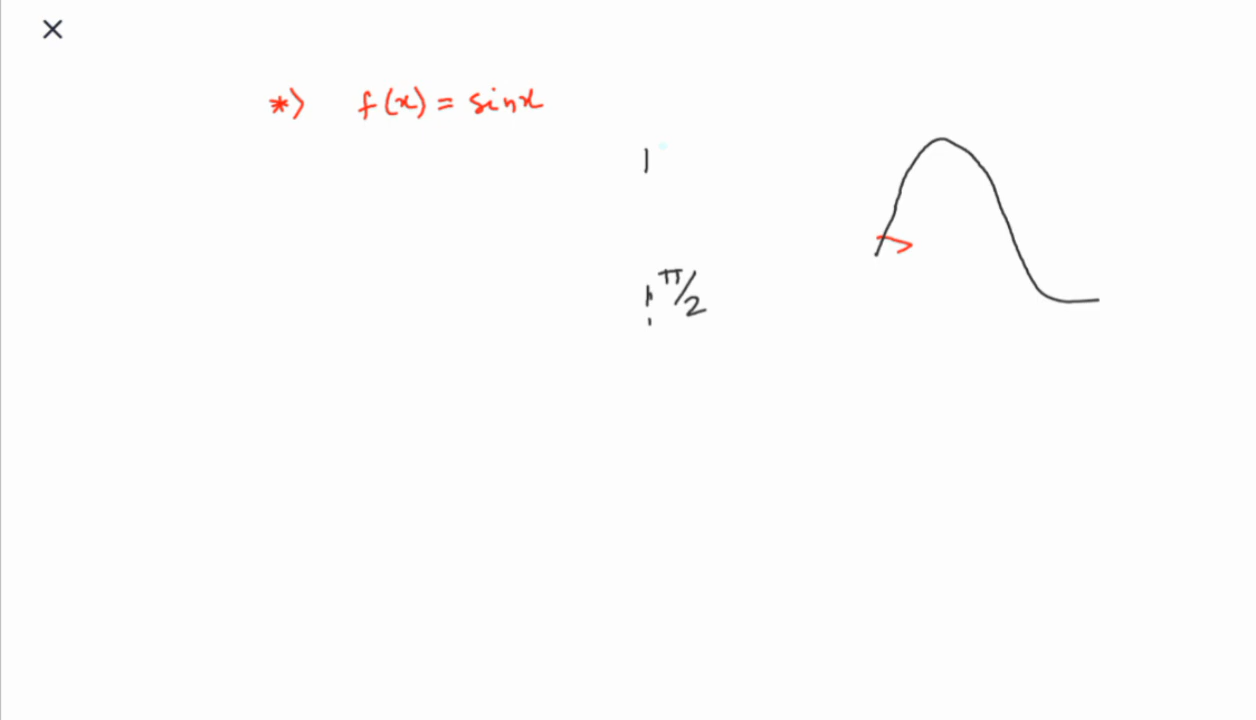 *) f(x) = sinx
1
π/2